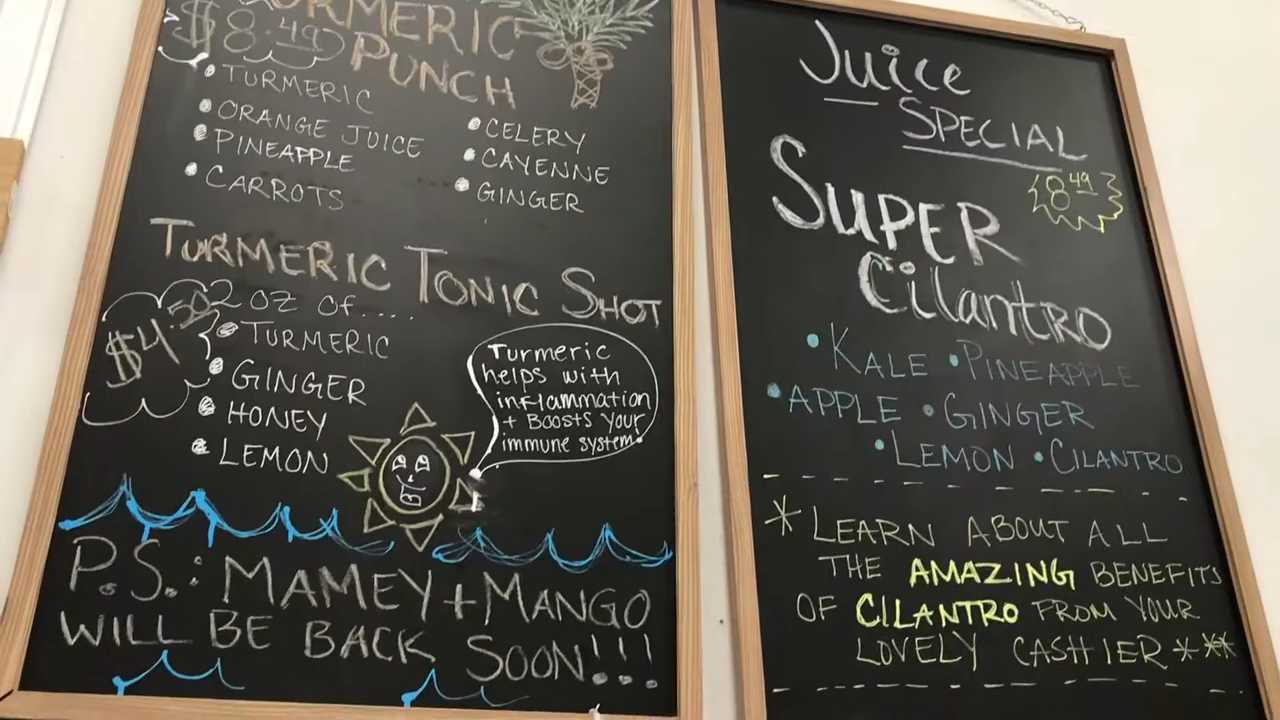 TURMERIC
$8.49
PUNCH
• TURMERIC
• ORANGE JUICE
• PINEAPPLE
• CARROTS
• CELERY
• CAYENNE
• GINGER
TURMERIC TONIC SHOT
$4.50
2 oz of....
• TURMERIC
• GINGER
• HONEY
• LEMON
Turmeric
helps with
inflammation
+ Boosts your
immune system.
P.S.: MAMEY + MANGO
WILL BE BACK SOON!!!
Juice
SPECIAL
8.49
SUPER
Cilantro
• KALE • PINEAPPLE
• APPLE • GINGER
• LEMON • CILANTRO
* LEARN ABOUT ALL
THE AMAZING BENEFITS
OF CILANTRO FROM YOUR
LOVELY CASHIER ***